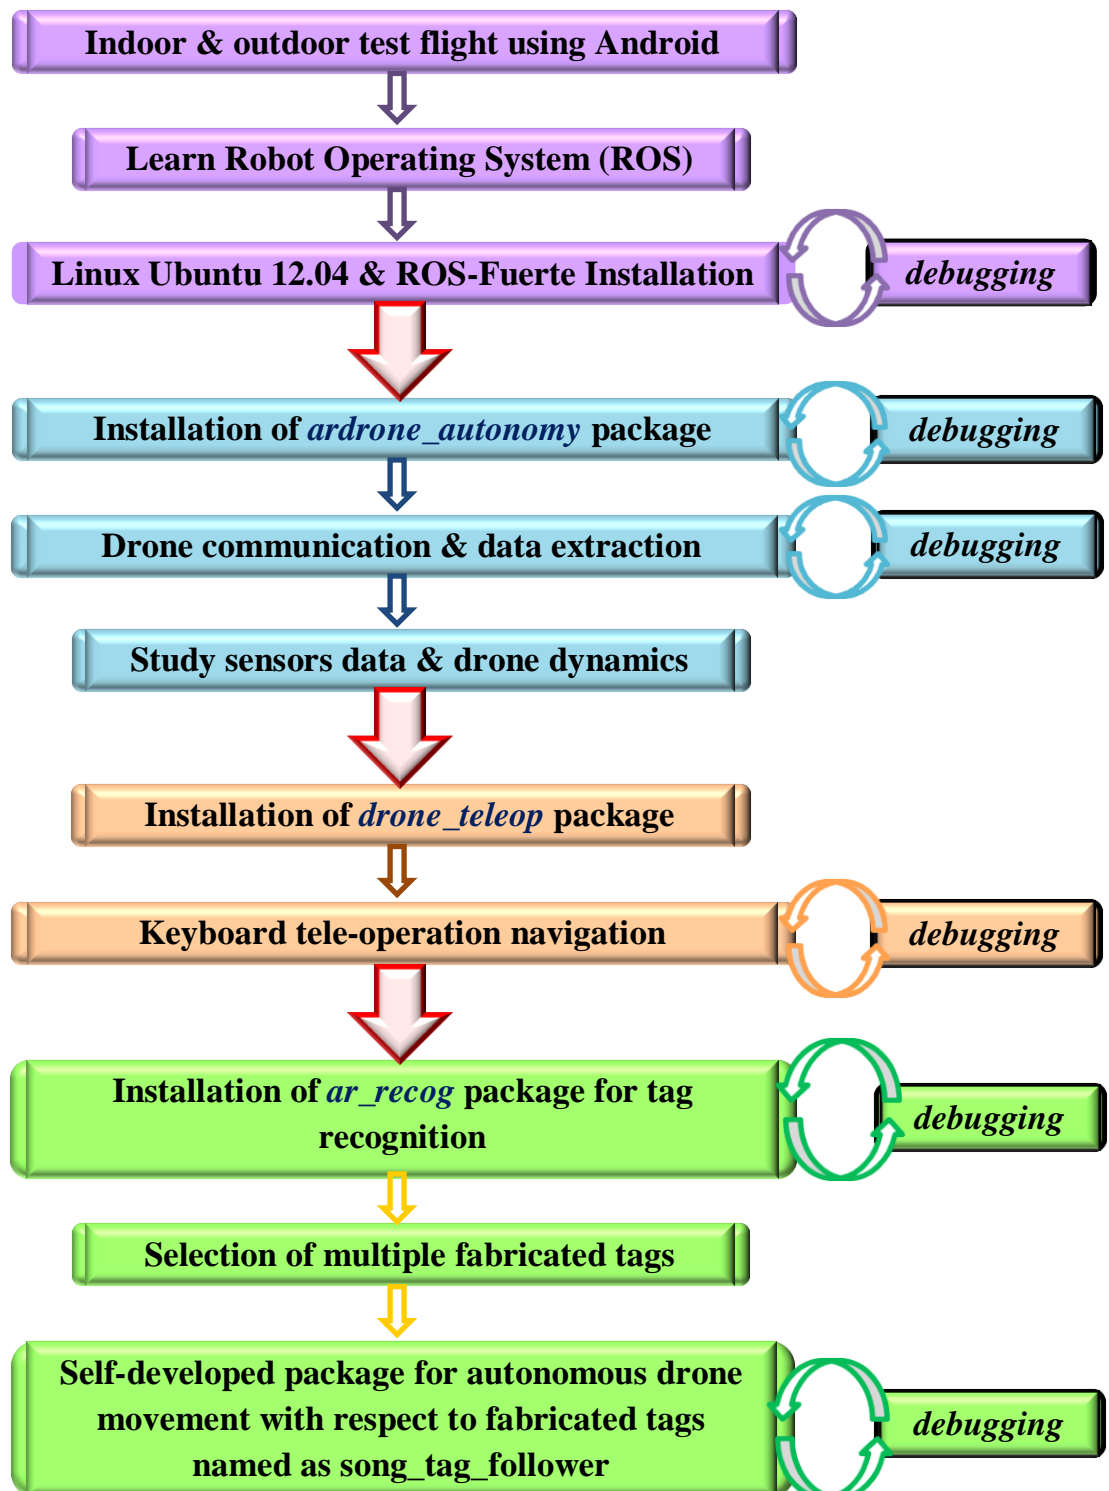 Indoor & outdoor test flight using Android
Learn Robot Operating System (ROS)
Linux Ubuntu 12.04 & ROS-Fuerte Installation
debugging
Installation of ardrone_autonomy package
debugging
Drone communication & data extraction
debugging
Study sensors data & drone dynamics
Installation of drone_teleop package
Keyboard tele-operation navigation
debugging
Installation of ar_recog package for tag
recognition
debugging
Selection of multiple fabricated tags
Self-developed package for autonomous drone
movement with respect to fabricated tags
named as song_tag_follower
debugging